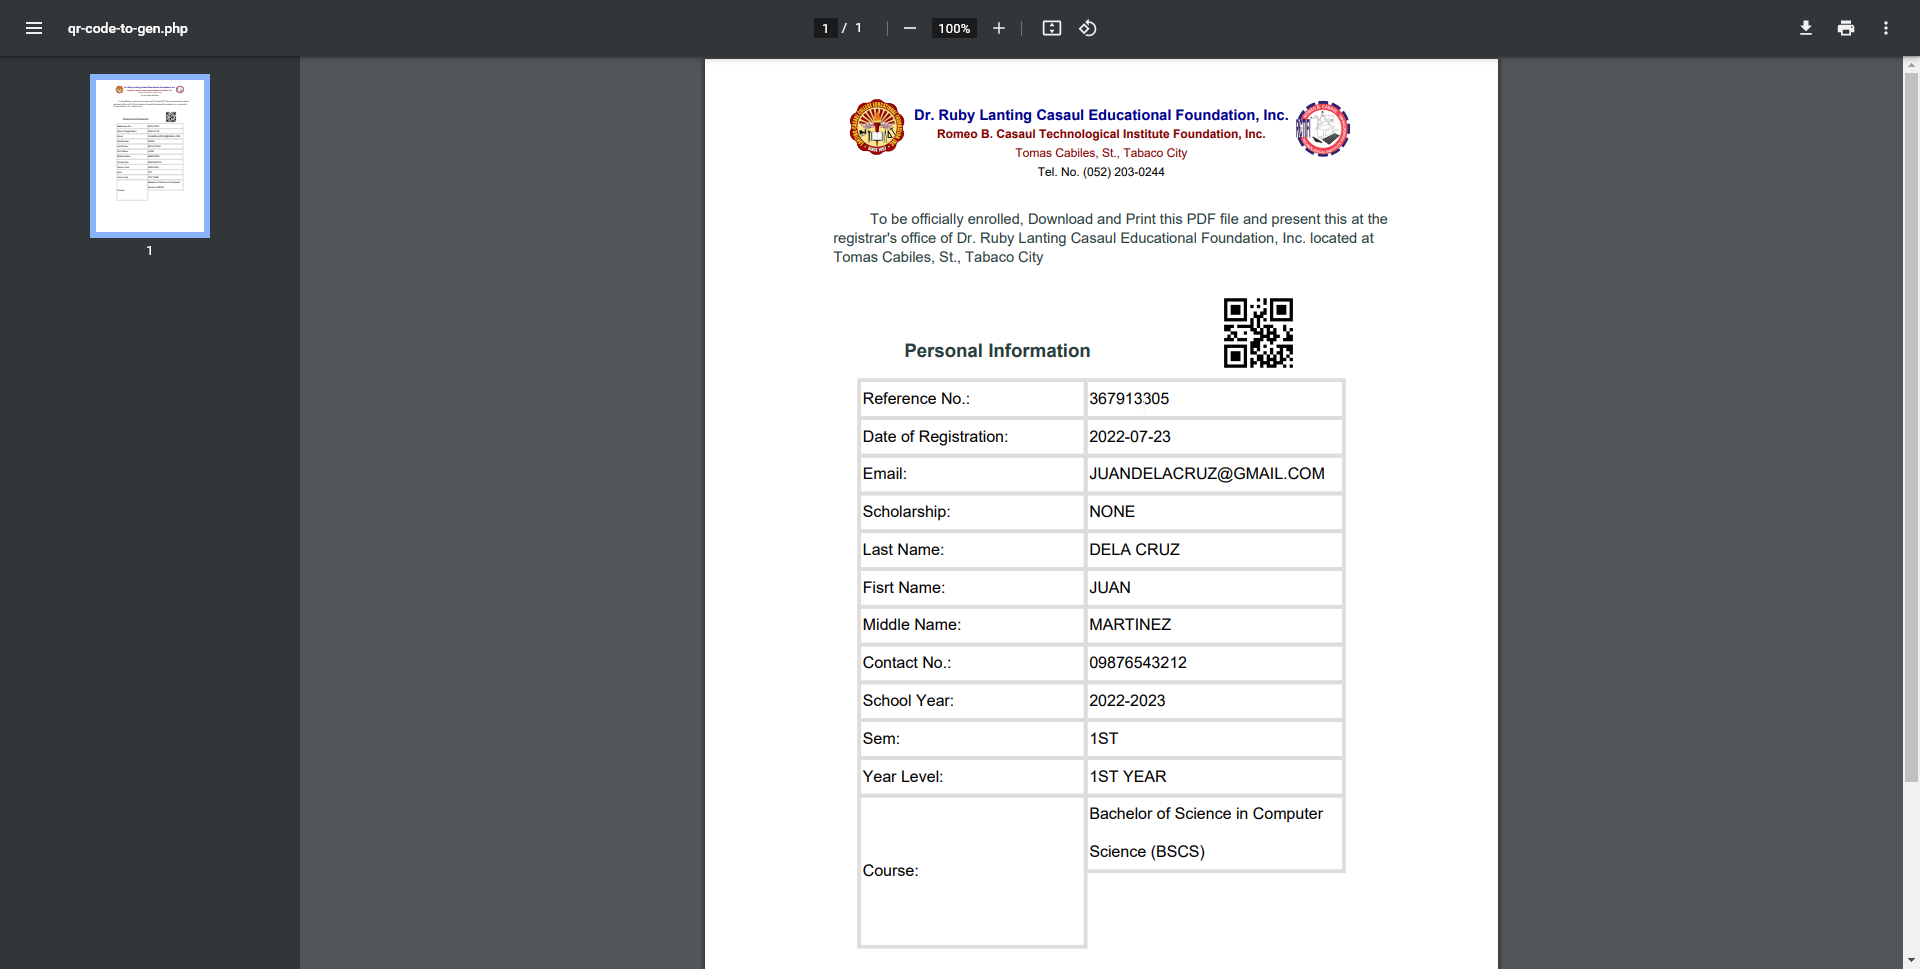 qr-code-to-gen.php
1 / 1
100%
1
Dr. Ruby Lanting Casaul Educational Foundation, Inc.
Romeo B. Casaul Technological Institute Foundation, Inc.
Tomas Cabiles, St., Tabaco City
Tel. No. (052) 203-0244
To be officially enrolled, Download and Print this PDF file and present this at the
registrar's office of Dr. Ruby Lanting Casaul Educational Foundation, Inc. located at
Tomas Cabiles, St., Tabaco City
Personal Information
Reference No.: 367913305
Date of Registration: 2022-07-23
Email: JUANDELACRUZ@GMAIL.COM
Scholarship: NONE
Last Name: DELA CRUZ
Fisrt Name: JUAN
Middle Name: MARTINEZ
Contact No.: 09876543212
School Year: 2022-2023
Sem: 1ST
Year Level: 1ST YEAR
Bachelor of Science in Computer
Science (BSCS)
Course: